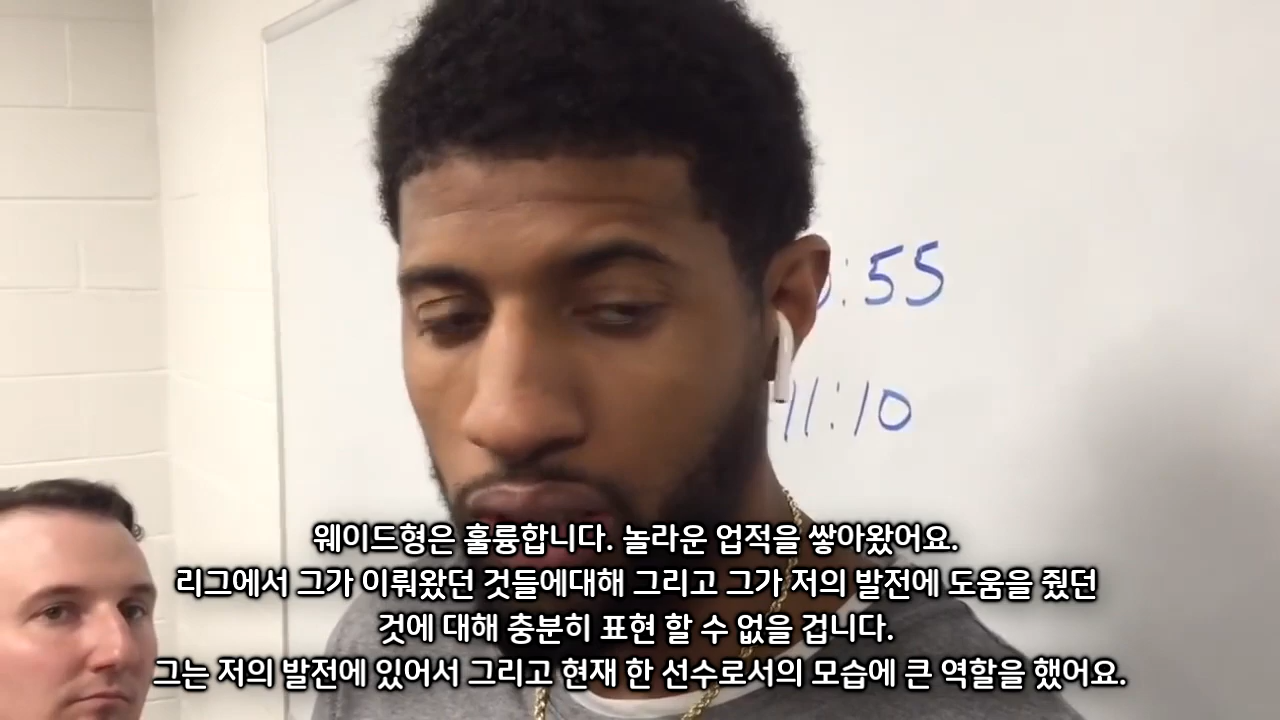 :55
11:10
웨이드형은 훌륭합니다. 놀라운 업적을 쌓아왔어요.
리그에서 그가 이뤄왔던 것들에대해 그리고 그가 저의 발전에 도움을 줬던
것에 대해 충분히 표현 할 수 없을 겁니다.
그는 저의 발전에 있어서 그리고 현재 한 선수로서의 모습에 큰 역할을 했어요.